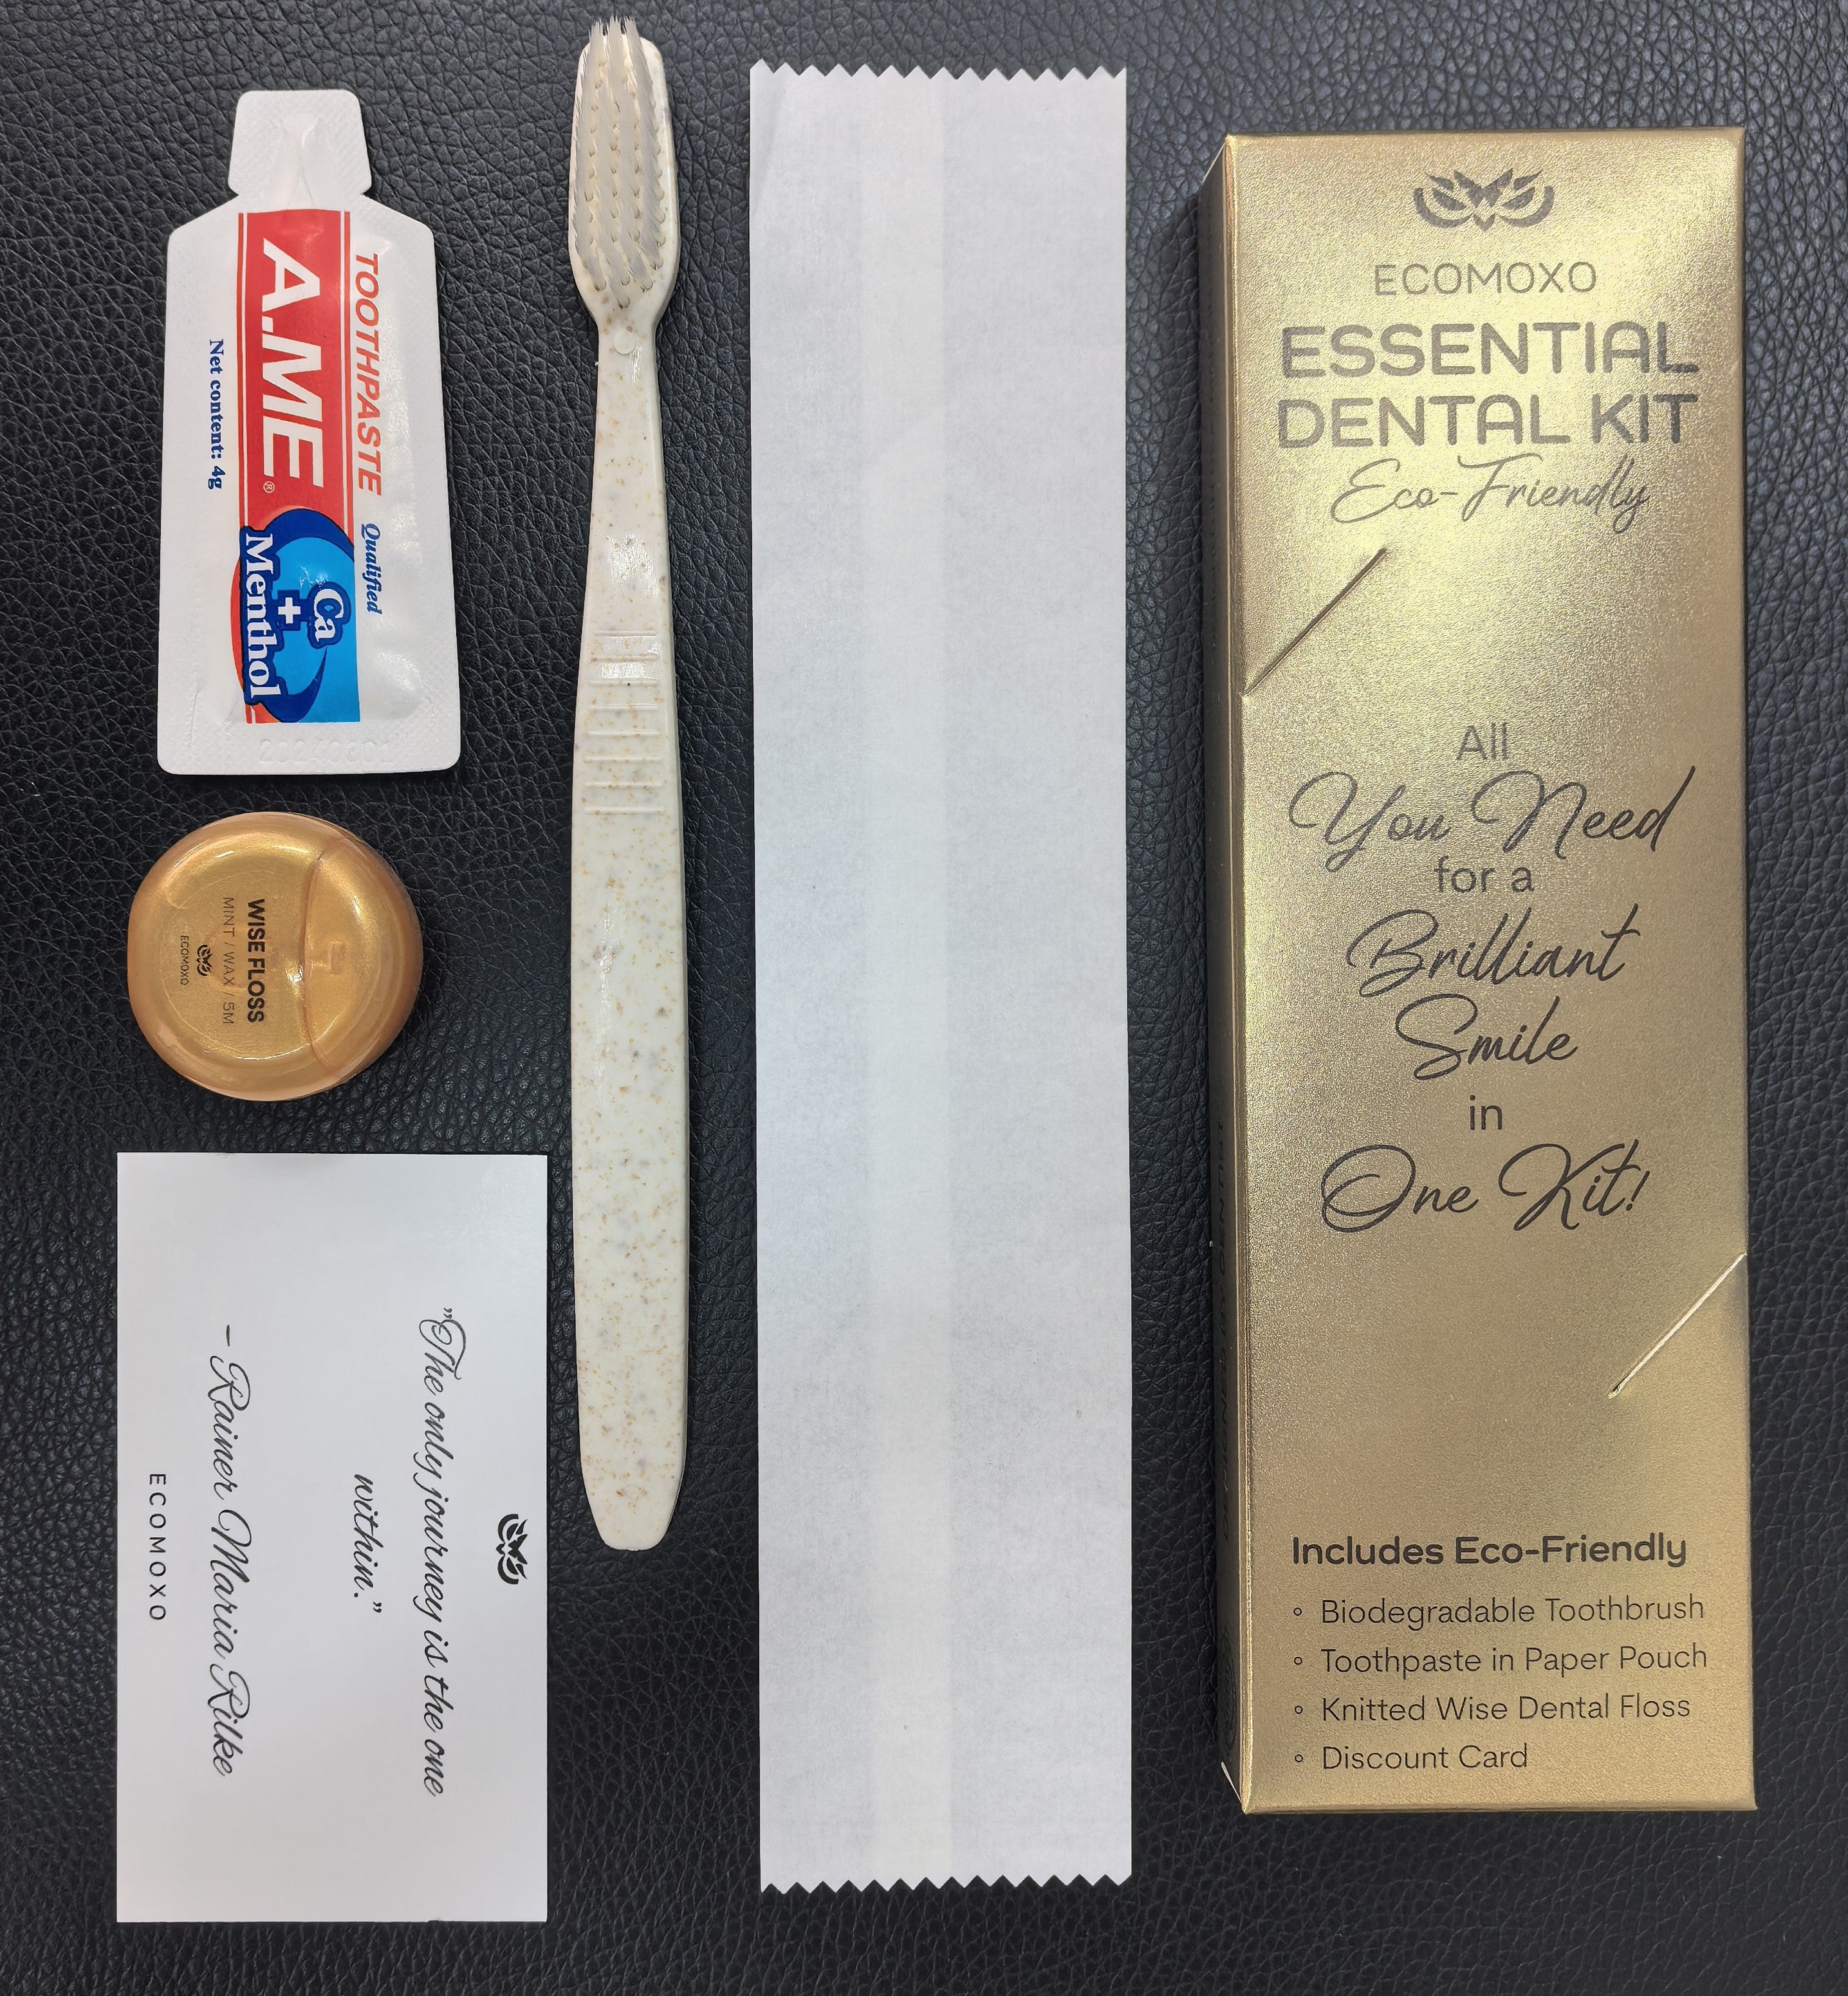 TOOTHPASTE
Qualified
A.ME®
Ca
+
Menthol
Net content: 4g
20240601
WISE FLOSS
MINT / WAX / 5M
ECOMOXO
"The only journey is the one
within."
- Rainer Maria Rilke
ECOMOXO
ECOMOXO
ESSENTIAL
DENTAL KIT
Eco-Friendly
All
You Need
for a
Brilliant
Smile
in
One Kit!
Includes Eco-Friendly
◦ Biodegradable Toothbrush
◦ Toothpaste in Paper Pouch
◦ Knitted Wise Dental Floss
◦ Discount Card